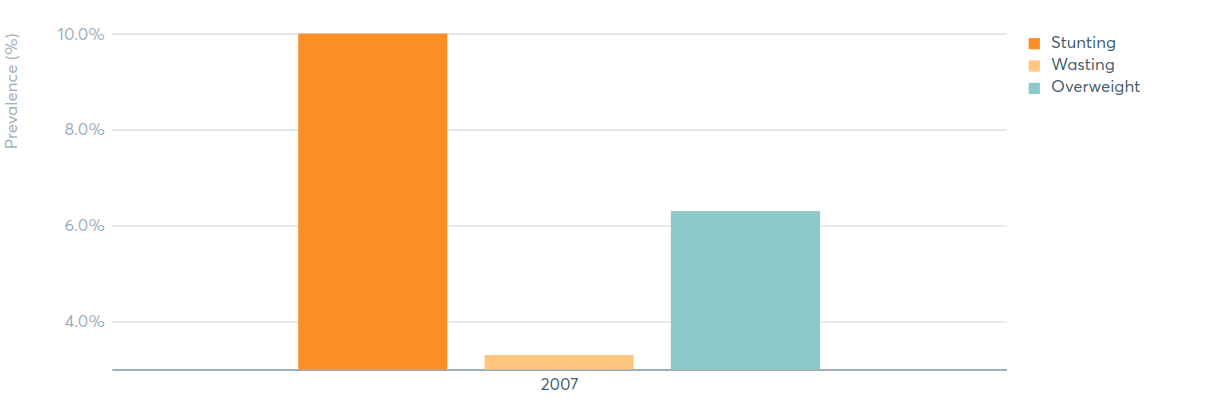 Prevalence (%)
10.0%
8.0%
6.0%
4.0%
2007
Stunting
Wasting
Overweight